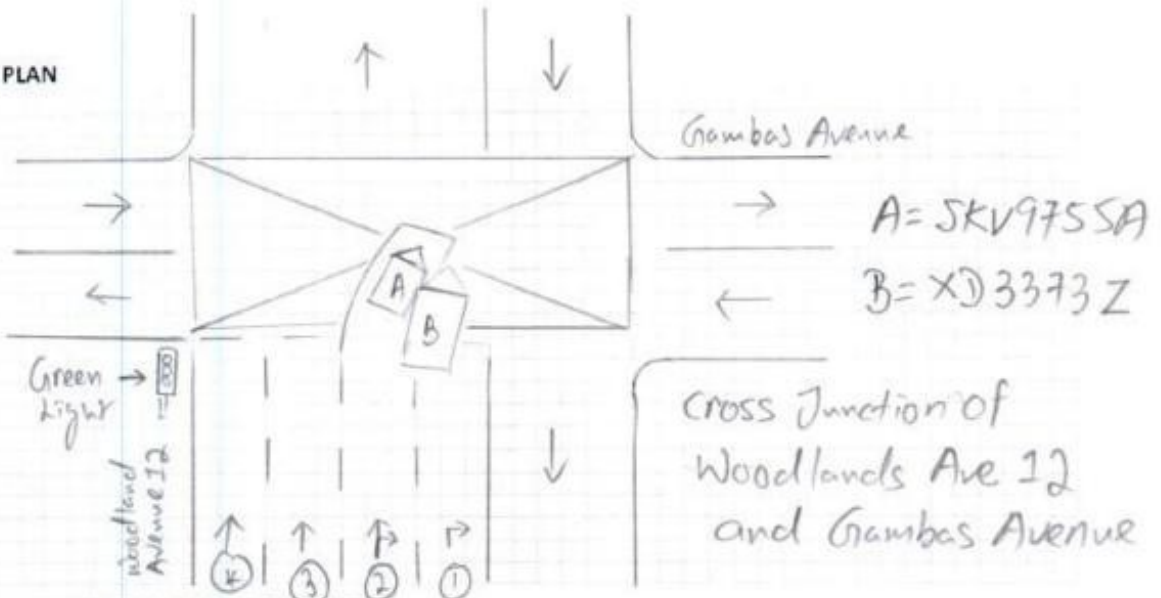 PLAN
Gambas Avenue
A = SKV9755A
B = XD3373Z
A
B
Green
Light
Woodland
Avenue 12
Cross Junction Of
Woodlands Ave 12
and Gambas Avenue
3
2
1